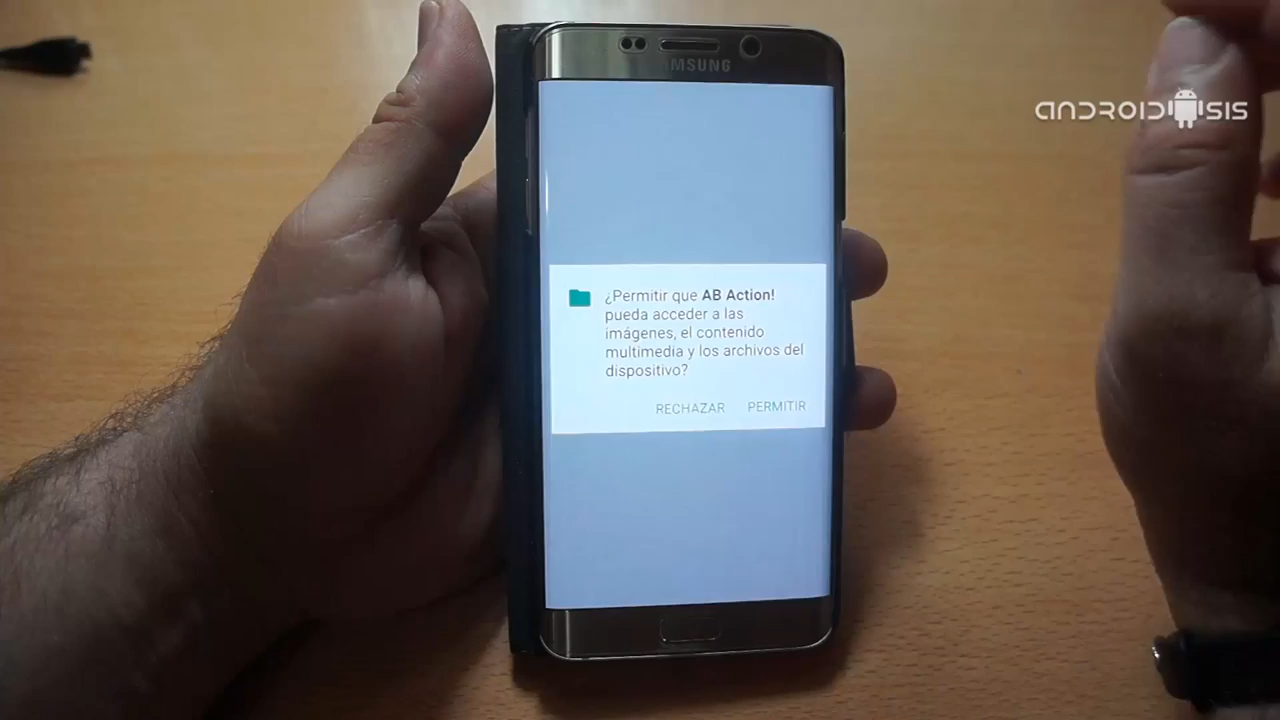 SAMSUNG
ANDROIDSIS
¿Permitir que AB Action!
pueda acceder a las
imágenes, el contenido
multimedia y los archivos del
dispositivo?
RECHAZAR PERMITIR